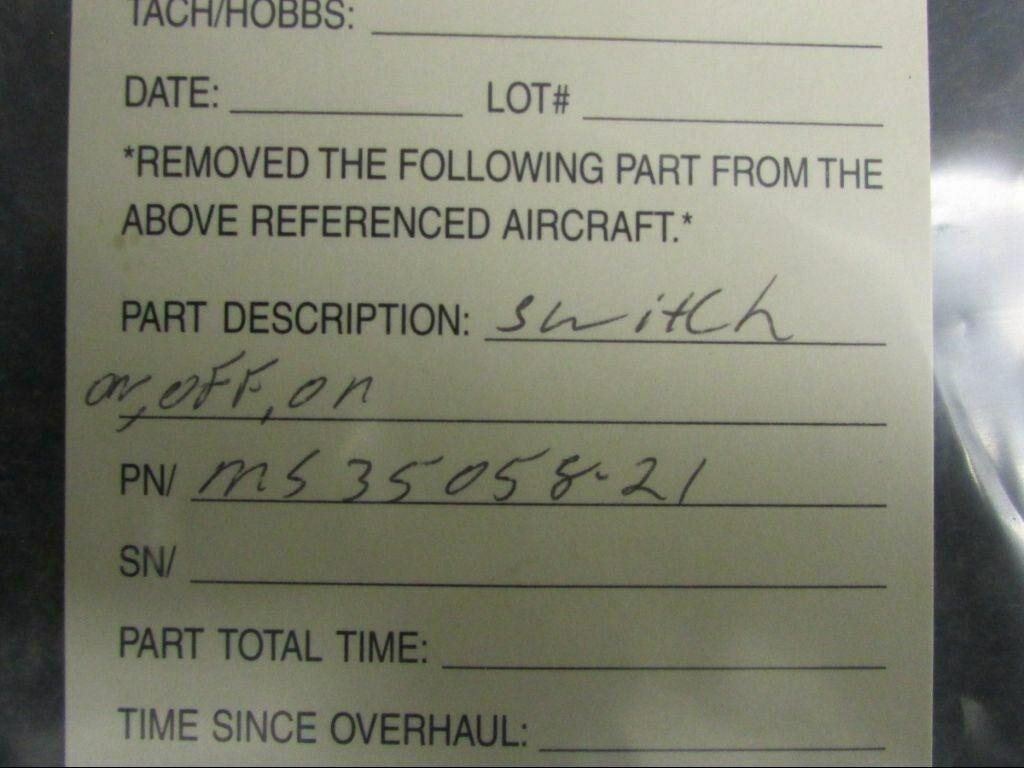 TACH/HOBBS:
DATE: LOT#
*REMOVED THE FOLLOWING PART FROM THE
ABOVE REFERENCED AIRCRAFT.*
PART DESCRIPTION: switch
on, off, on
PN/ MS35058-21
SN/
PART TOTAL TIME:
TIME SINCE OVERHAUL: